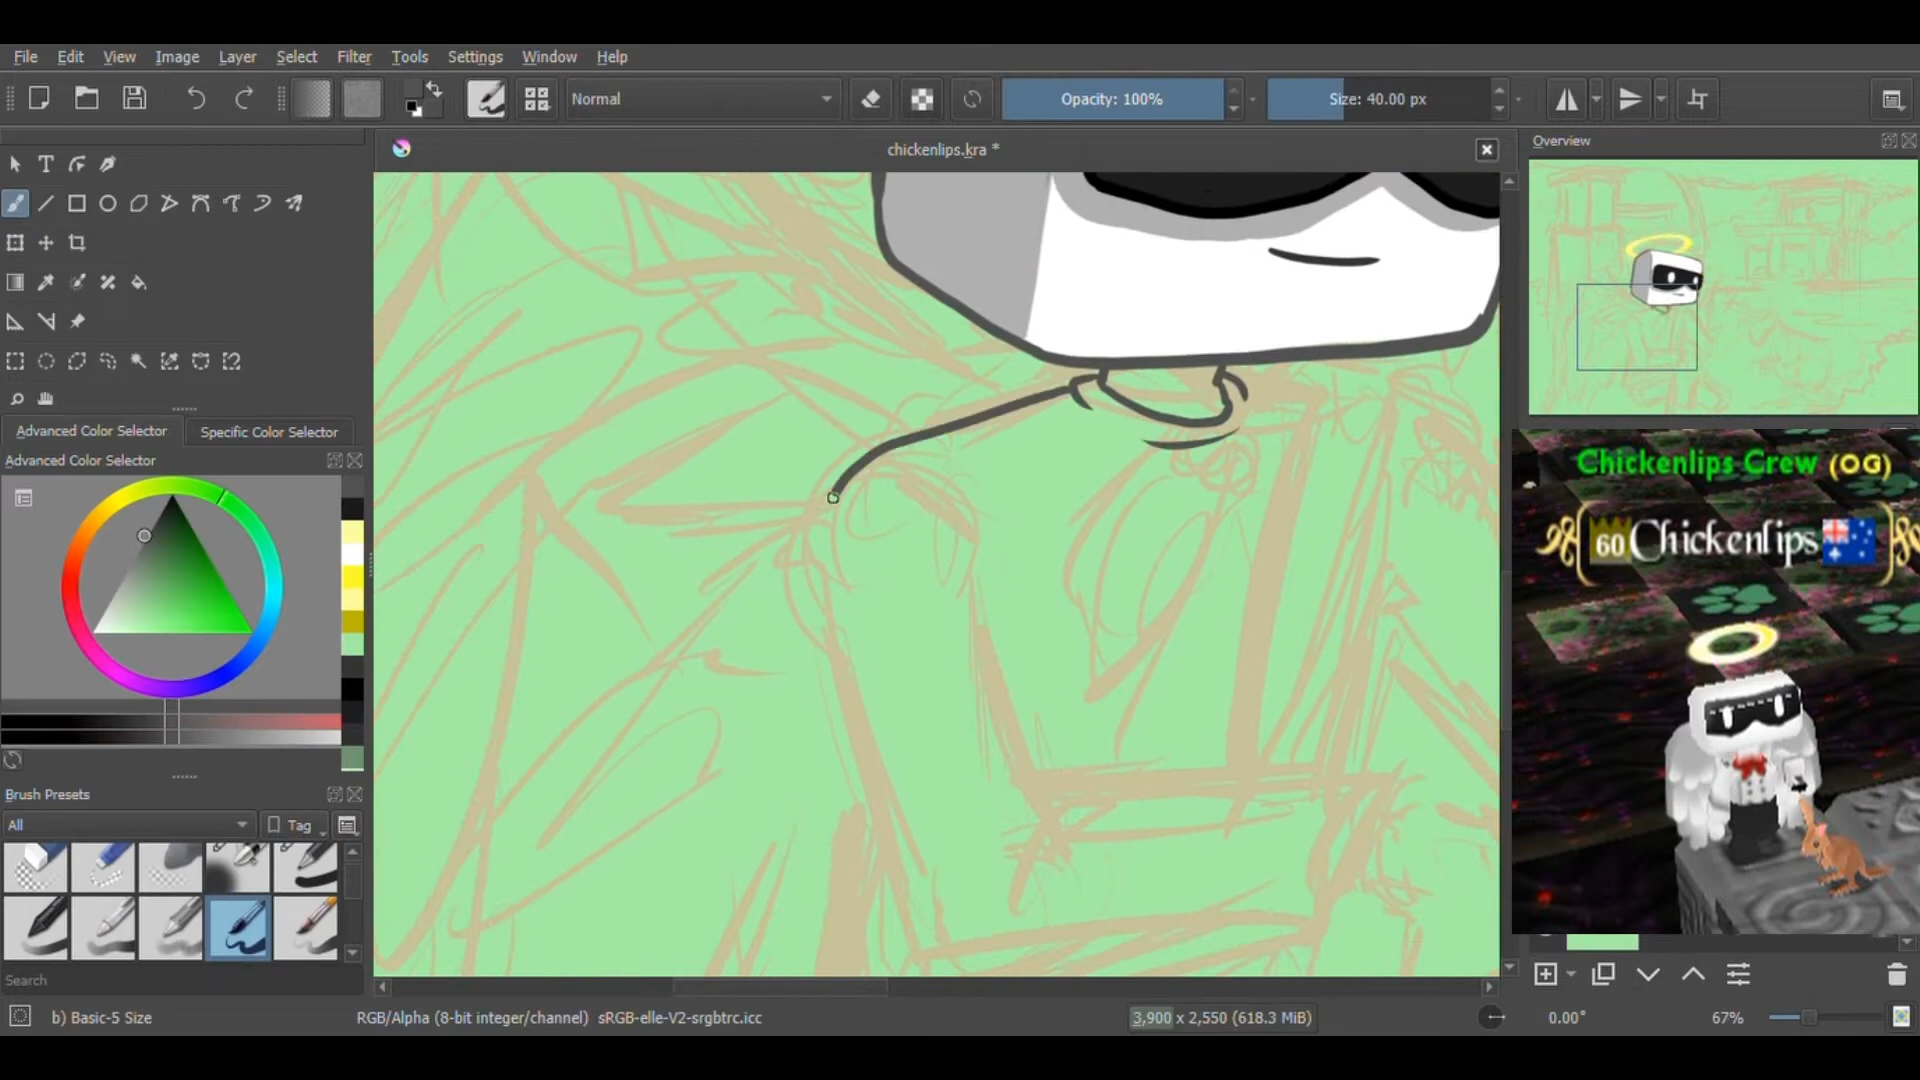 File Edit View Image Layer Select Filter Tools Settings Window Help
Normal Opacity: 100% Size: 40.00 px
chickenlips.kra *
Overview
Advanced Color Selector Specific Color Selector
Advanced Color Selector
Chickenlips Crew (OG)
60 Chickenlips
Brush Presets
All Tag
Search
b) Basic-5 Size RGB/Alpha (8-bit integer/channel) sRGB-elle-V2-srgbtrc.icc 3,900 x 2,550 (618.3 MiB) 0.00° 67%